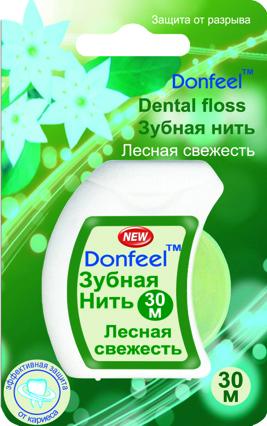 Защита от разрыва
Donfeel™
Dental floss
Зубная нить
Лесная свежесть
NEW
Donfeel™
Зубная
Нить 30 м
Лесная
свежесть
эффективная защита
от кариеса
30 м